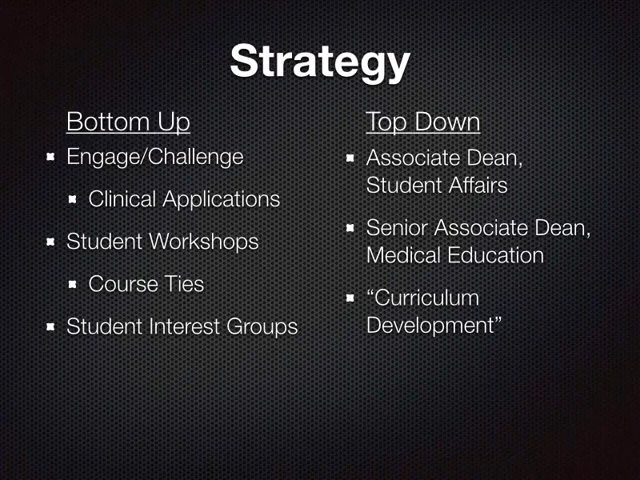 Strategy
Bottom Up
Engage/Challenge
Clinical Applications
Student Workshops
Course Ties
Student Interest Groups
Top Down
Associate Dean,
Student Affairs
Senior Associate Dean,
Medical Education
“Curriculum
Development”